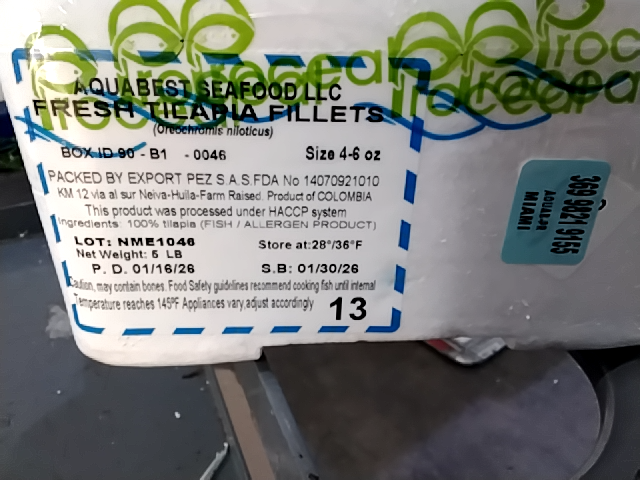 AQUABEST SEAFOOD LLC
FRESH TILAPIA FILLETS
(Oreochromis niloticus)
BOX ID 90 - B1 - 0046 Size 4-6 oz
PACKED BY EXPORT PEZ S.A.S.FDA No 14070921010
KM 12 via al sur Neiva-Huila-Farm Raised. Product of COLOMBIA
This product was processed under HACCP system
Ingredients: 100% tilapia (FISH / ALLERGEN PRODUCT)
LOT: NME1046 Store at:28°/36°F
Net Weight: 5 LB
P. D. 01/16/26 S.B: 01/30/26
Caution, may contain bones. Food Safety guidelines recommend cooking fish until internal
Temperature reaches 145ºF Appliances vary,adjust accordingly
13
369 9821 9155
MIAMI